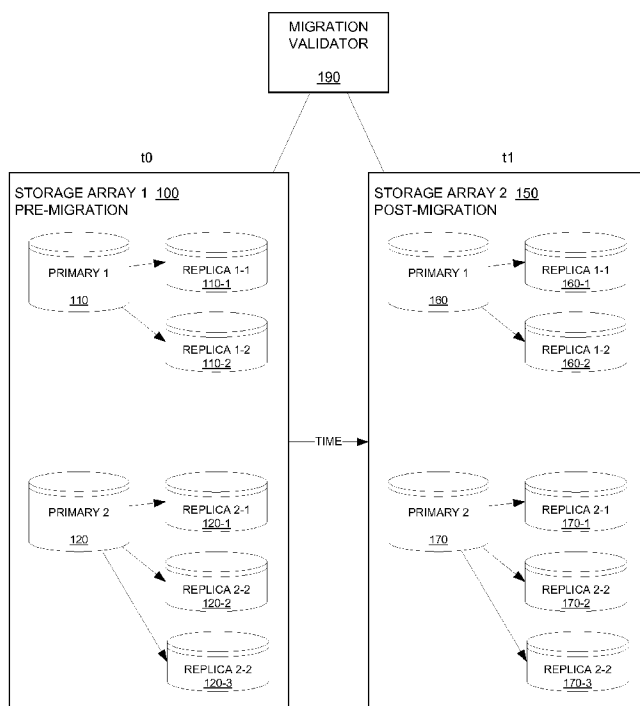 MIGRATION
VALIDATOR
190
t0
STORAGE ARRAY 1 100
PRE-MIGRATION
PRIMARY 1
110
REPLICA 1-1
110-1
REPLICA 1-2
110-2
PRIMARY 2
120
REPLICA 2-1
120-1
REPLICA 2-2
120-2
REPLICA 2-2
120-3
TIME
t1
STORAGE ARRAY 2 150
POST-MIGRATION
PRIMARY 1
160
REPLICA 1-1
160-1
REPLICA 1-2
160-2
PRIMARY 2
170
REPLICA 2-1
170-1
REPLICA 2-2
170-2
REPLICA 2-2
170-3